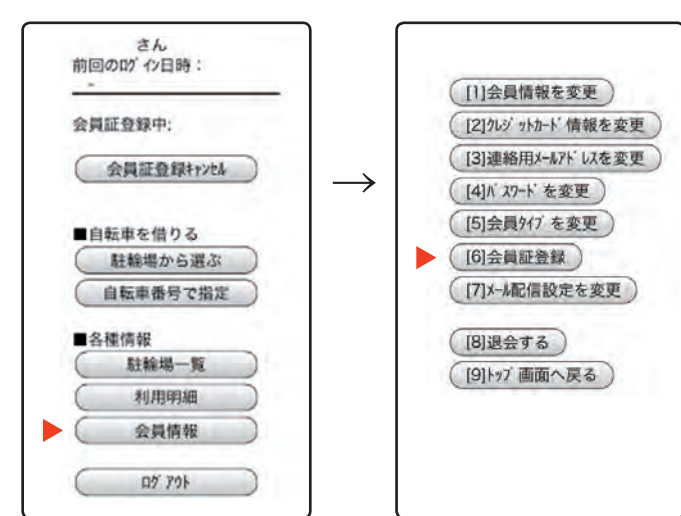 さん
前回のﾛｸﾞｲﾝ日時：
-
会員証登録中:
会員証登録ｷｬﾝｾﾙ
■自転車を借りる
駐輪場から選ぶ
自転車番号で指定
■各種情報
駐輪場一覧
利用明細
会員情報
ﾛｸﾞｱｳﾄ
→
[1]会員情報を変更
[2]ｸﾚｼﾞｯﾄｶｰﾄﾞ情報を変更
[3]連絡用ﾒｰﾙｱﾄﾞﾚｽを変更
[4]ﾊﾟｽﾜｰﾄﾞを変更
[5]会員ﾀｲﾌﾟを変更
[6]会員証登録
[7]ﾒｰﾙ配信設定を変更
[8]退会する
[9]ﾄｯﾌﾟ画面へ戻る